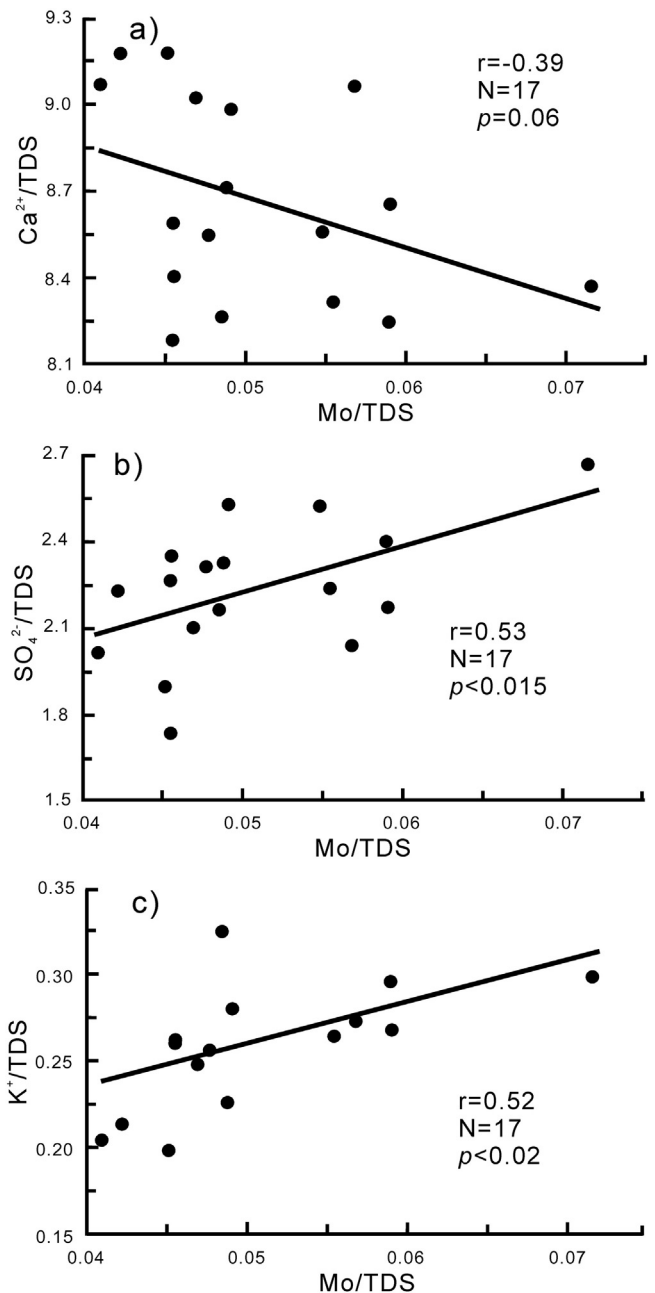 a)
9.3
9.0
8.7
8.4
8.1
Ca²⁺/TDS
r=-0.39
N=17
p=0.06
0.04 0.05 0.06 0.07
Mo/TDS
b)
2.7
2.4
2.1
1.8
1.5
SO₄²⁻/TDS
r=0.53
N=17
p<0.015
0.04 0.05 0.06 0.07
Mo/TDS
c)
0.35
0.30
0.25
0.20
0.15
K⁺/TDS
r=0.52
N=17
p<0.02
0.04 0.05 0.06 0.07
Mo/TDS